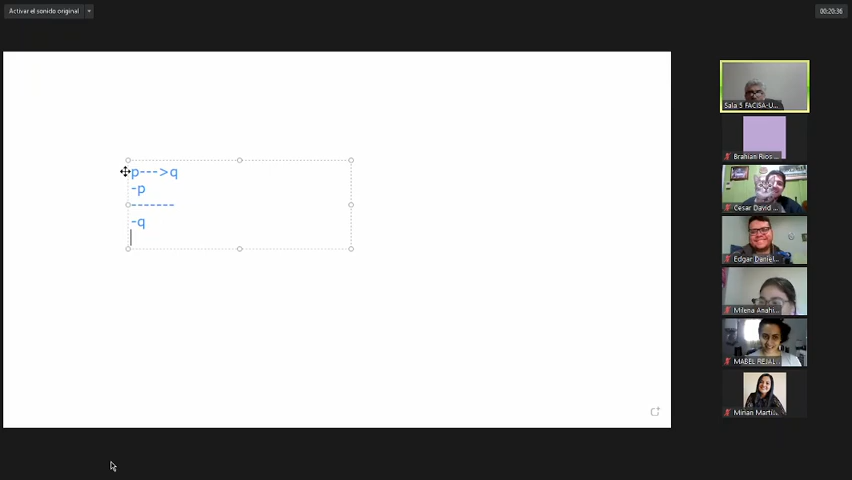 Activar el sonido original
00:20:36
p--->q
-p
-------
-q
Sala 5 FACISA-U...
Brahian Rios ...
Cesar David ...
Edgar Daniel...
Milena Anahi...
MABEL REJAL...
Mirian Marti...